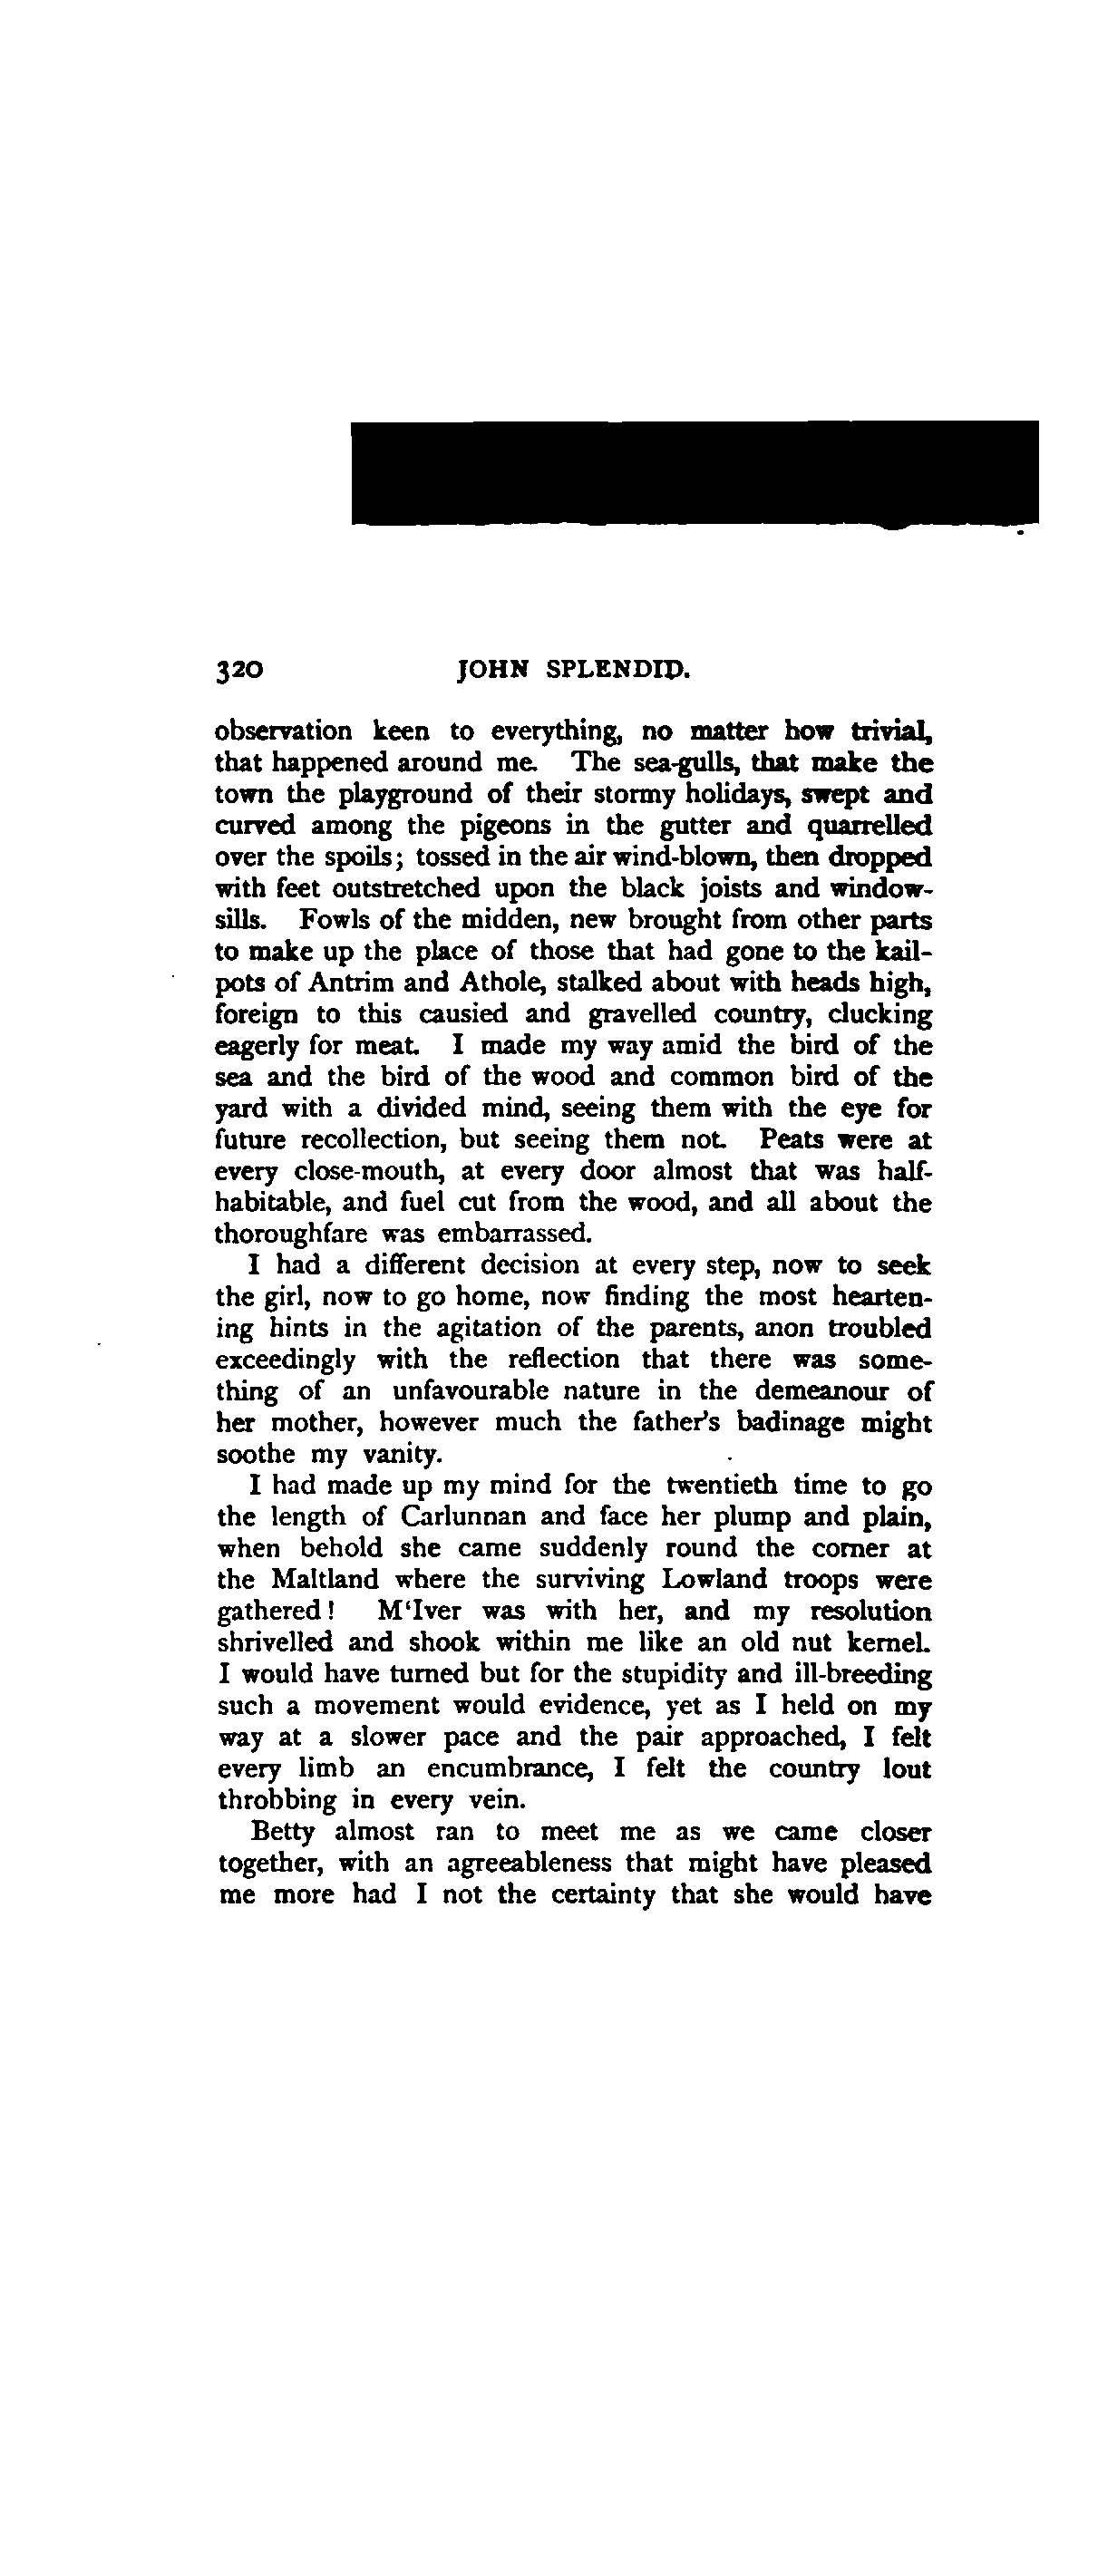 320 JOHN SPLENDID.
observation keen to everything, no matter how trivial,
that happened around me. The sea-gulls, that make the
town the playground of their stormy holidays, swept and
curved among the pigeons in the gutter and quarrelled
over the spoils; tossed in the air wind-blown, then dropped
with feet outstretched upon the black joists and window-
sills. Fowls of the midden, new brought from other parts
to make up the place of those that had gone to the kail-
pots of Antrim and Athole, stalked about with heads high,
foreign to this causied and gravelled country, clucking
eagerly for meat. I made my way amid the bird of the
sea and the bird of the wood and common bird of the
yard with a divided mind, seeing them with the eye for
future recollection, but seeing them not. Peats were at
every close-mouth, at every door almost that was half-
habitable, and fuel cut from the wood, and all about the
thoroughfare was embarrassed.
I had a different decision at every step, now to seek
the girl, now to go home, now finding the most hearten-
ing hints in the agitation of the parents, anon troubled
exceedingly with the reflection that there was some-
thing of an unfavourable nature in the demeanour of
her mother, however much the father's badinage might
soothe my vanity.
I had made up my mind for the twentieth time to go
the length of Carlunnan and face her plump and plain,
when behold she came suddenly round the corner at
the Maltland where the surviving Lowland troops were
gathered! M'Iver was with her, and my resolution
shrivelled and shook within me like an old nut kernel.
I would have turned but for the stupidity and ill-breeding
such a movement would evidence, yet as I held on my
way at a slower pace and the pair approached, I felt
every limb an encumbrance, I felt the country lout
throbbing in every vein.
Betty almost ran to meet me as we came closer
together, with an agreeableness that might have pleased
me more had I not the certainty that she would have